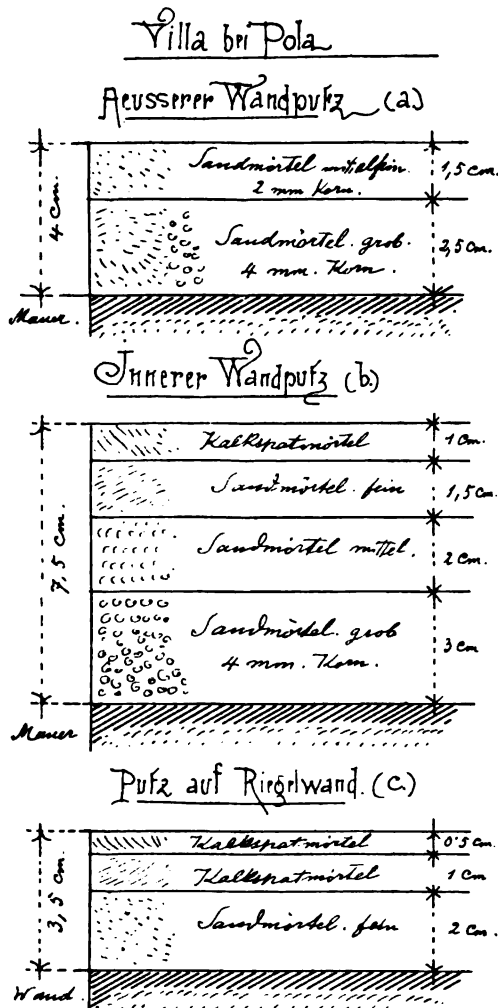 Villa bei Pola
Aeusserer Wandputz (a.)
4 cm.
Sandmörtel
2 mm Korn.
1,5 cm.
Sandmörtel. grob.
4 mm. Korn.
2,5 cm.
Mauer.
Innerer Wandputz (b.)
7,5 cm.
Kalkspatmörtel
1 cm.
Sandmörtel. fein
1,5 cm.
Sandmörtel mittel.
2 cm.
Sandmörtel. grob
4 mm. Korn.
3 cm
Mauer
Putz auf Riegelwand. (c.)
3,5 cm.
Kalkspatmörtel
0.5 cm
Kalkspatmörtel
1 cm
Sandmörtel. fein
2 cm.
Wand.